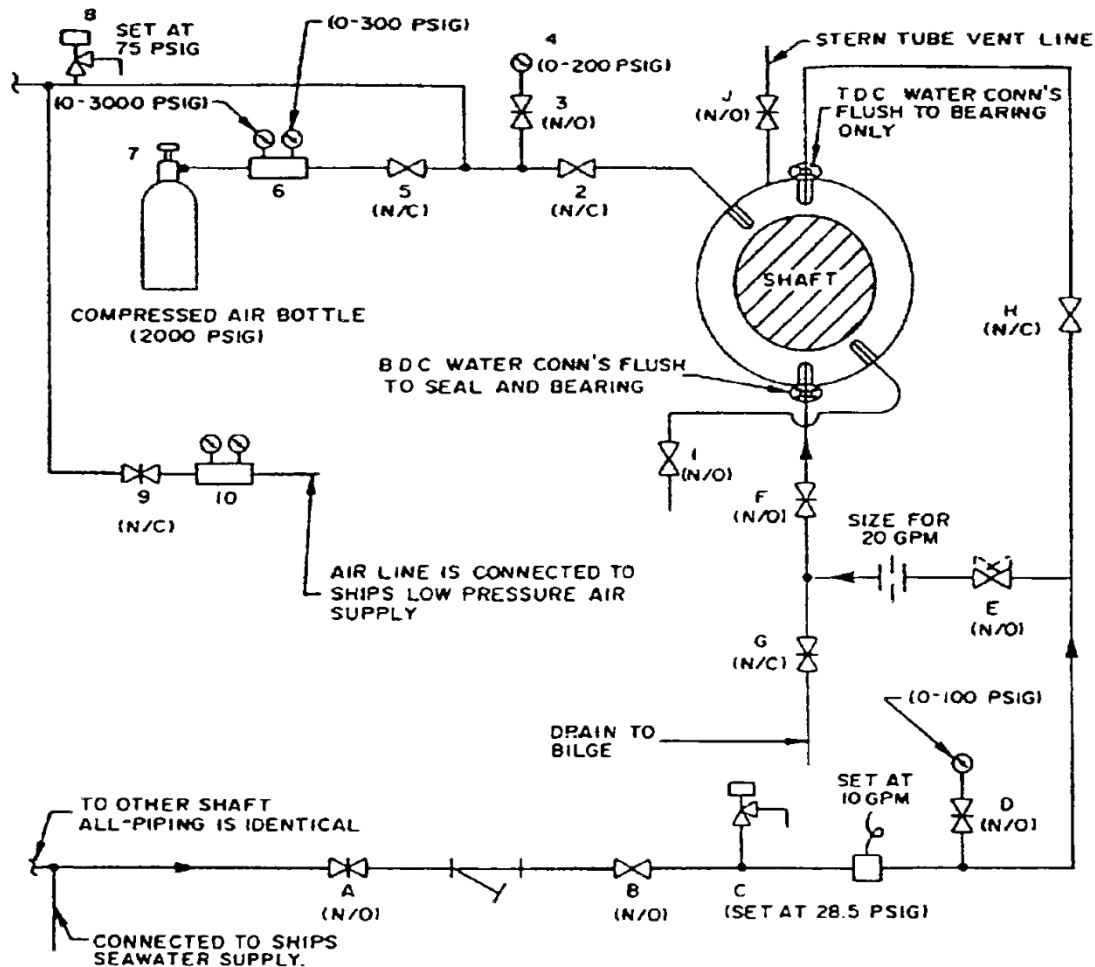 8
SET AT
75 PSIG
(0-300 PSIG)
4
(0-200 PSIG)
STERN TUBE VENT LINE
(0-3000 PSIG)
3
(N/O)
J
(N/O)
TDC WATER CONN'S
FLUSH TO BEARING
ONLY
7
6
5
(N/C)
2
(N/C)
SHAFT
COMPRESSED AIR BOTTLE
(2000 PSIG)
H
(N/C)
BDC WATER CONN'S FLUSH
TO SEAL AND BEARING
9
(N/C)
10
I
(N/O)
F
(N/O)
SIZE FOR
20 GPM
AIR LINE IS CONNECTED TO
SHIPS LOW PRESSURE AIR
SUPPLY
E
(N/O)
G
(N/C)
(0-100 PSIG)
DRAIN TO
BILGE
SET AT
10 GPM
D
(N/O)
TO OTHER SHAFT
ALL-PIPING IS IDENTICAL
A
(N/O)
B
(N/O)
C
(SET AT 28.5 PSIG)
CONNECTED TO SHIPS
SEAWATER SUPPLY.